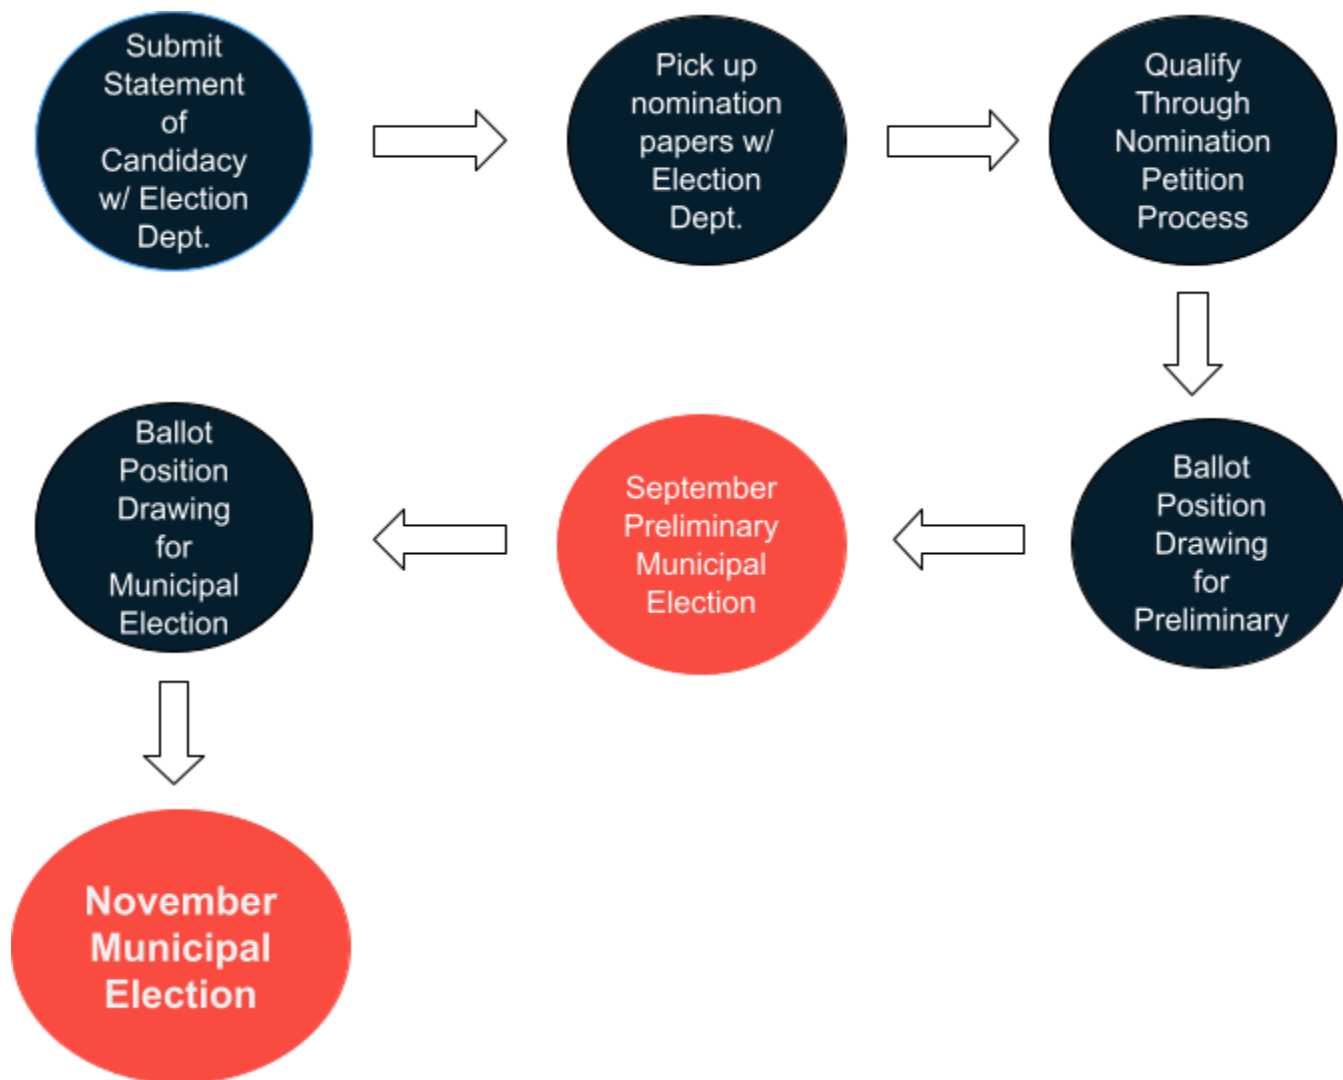 Submit
Statement
of
Candidacy
w/ Election
Dept.
Pick up
nomination
papers w/
Election
Dept.
Qualify
Through
Nomination
Petition
Process
Ballot
Position
Drawing
for
Preliminary
September
Preliminary
Municipal
Election
Ballot
Position
Drawing
for
Municipal
Election
November
Municipal
Election